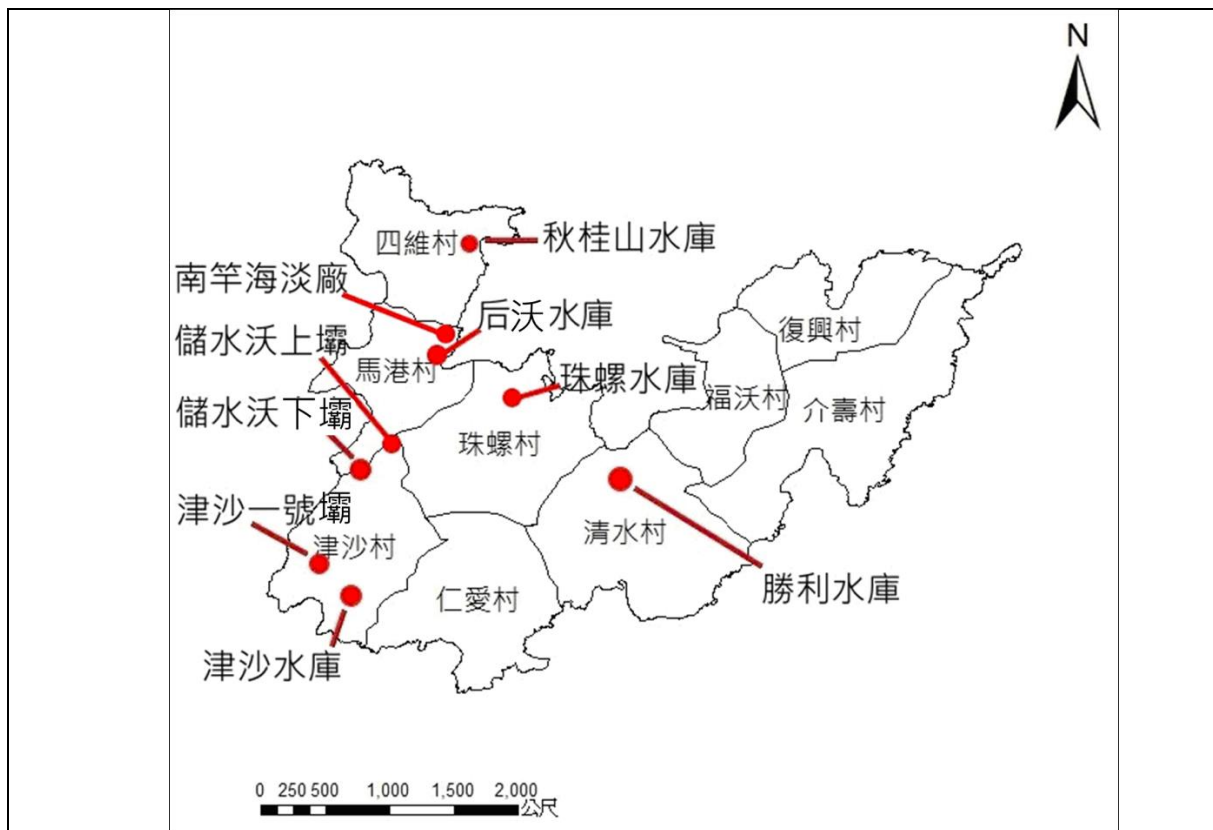 N
四維村
秋桂山水庫
南竿海淡廠
后沃水庫
復興村
儲水沃上壩
馬港村
珠螺水庫
福沃村
介壽村
儲水沃下壩
珠螺村
津沙一號壩
津沙村
清水村
仁愛村
勝利水庫
津沙水庫
0 250 500 1,000 1,500 2,000
公尺